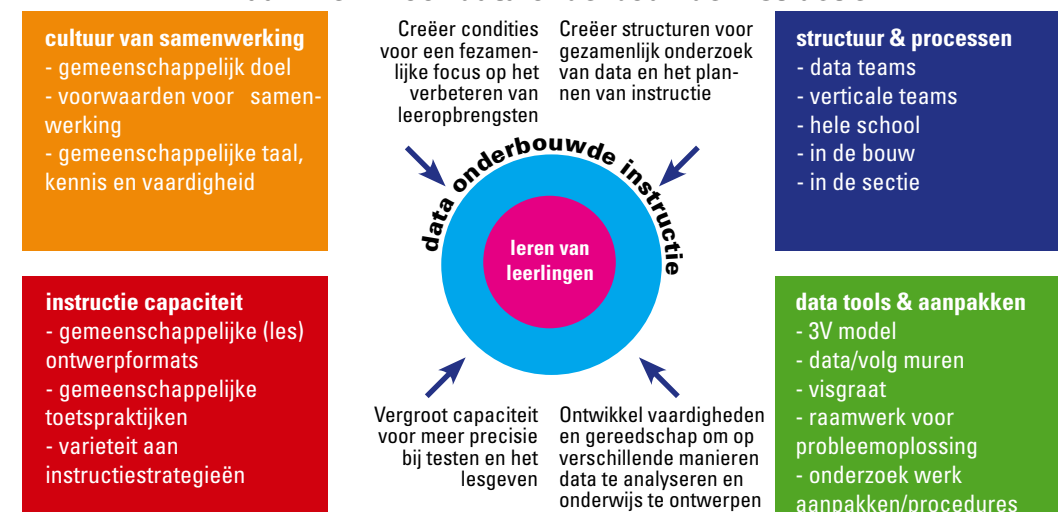 cultuur van samenwerking
- gemeenschappelijk doel
- voorwaarden voor samen-
werking
- gemeenschappelijke taal,
kennis en vaardigheid
Creëer condities
voor een fezamen-
lijke focus op het
verbeteren van
leeropbrengsten
Creëer structuren voor
gezamenlijk onderzoek
van data en het plan-
nen van instructie
structuur & processen
- data teams
- verticale teams
- hele school
- in de bouw
- in de sectie
data onderbouwde instructie
leren van
leerlingen
instructie capaciteit
- gemeenschappelijke (les)
ontwerpformats
- gemeenschappelijke
toetspraktijken
- varieteit aan
instructiestrategieën
Vergroot capaciteit
voor meer precisie
bij testen en het
lesgeven
Ontwikkel vaardigheden
en gereedschap om op
verschillende manieren
data te analyseren en
onderwijs te ontwerpen
data tools & aanpakken
- 3V model
- data/volg muren
- visgraat
- raamwerk voor
probleemoplossing
- onderzoek werk
aanpakken/procedures